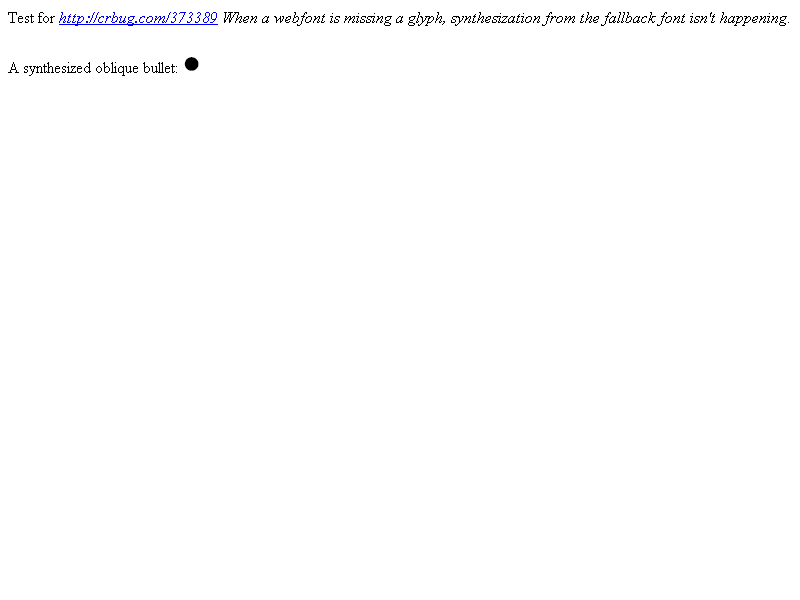 Test for http://crbug.com/373389 When a webfont is missing a glyph, synthesization from the fallback font isn't happening.
A synthesized oblique bullet: ●